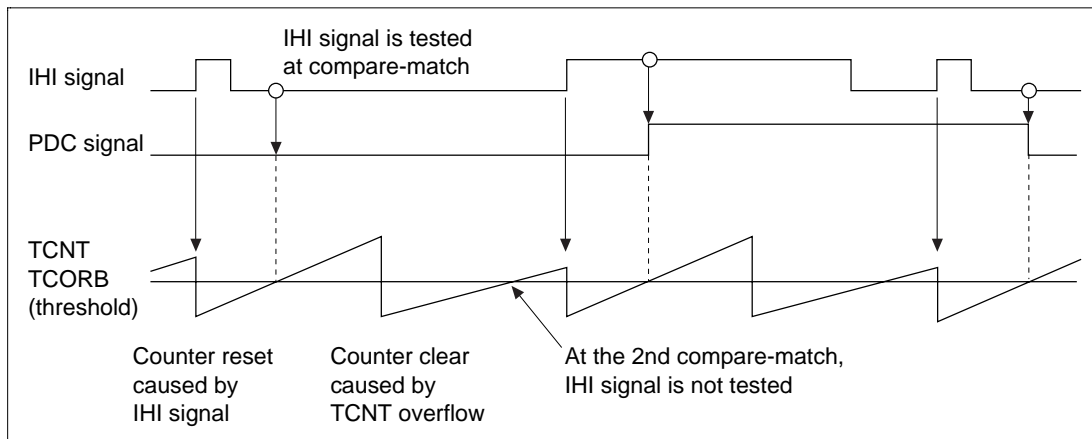 IHI signal is tested
at compare-match
IHI signal
PDC signal
TCNT
TCORB
(threshold)
Counter reset
caused by
IHI signal
Counter clear
caused by
TCNT overflow
At the 2nd compare-match,
IHI signal is not tested